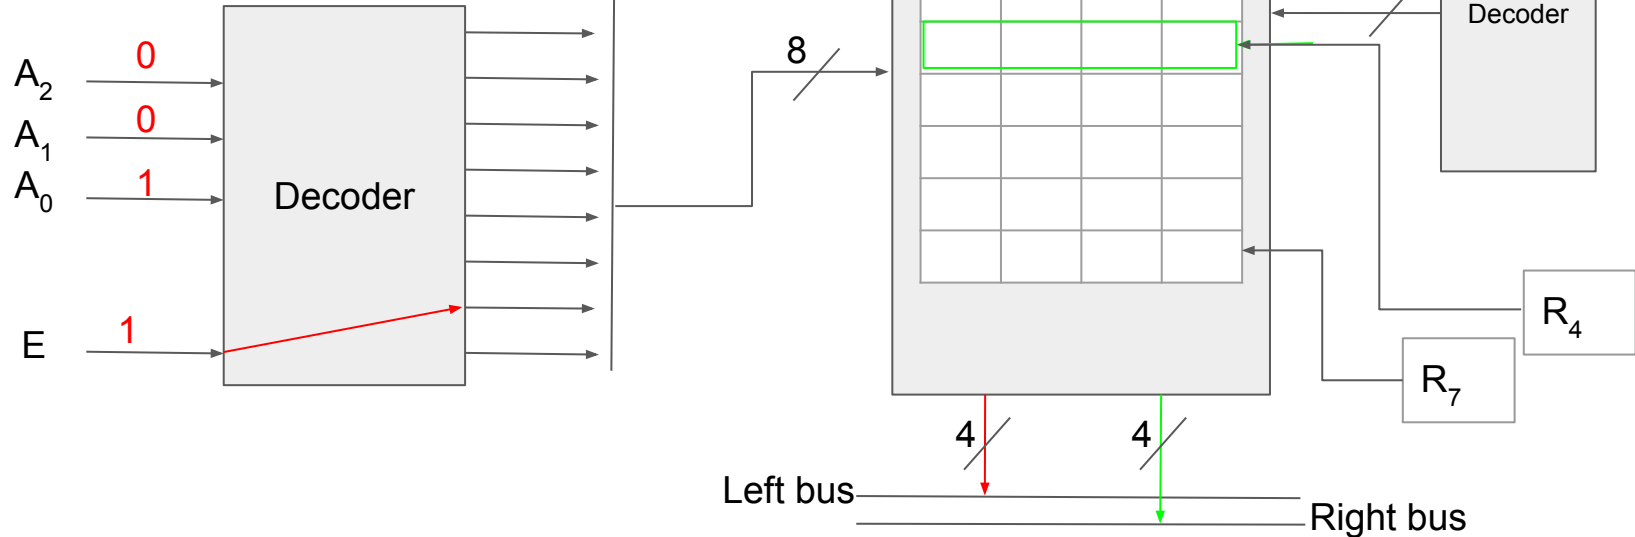 Decoder
0
8
A2
0
A1
1
A0
Decoder
R4
1
E
R7
4
4
Left bus
Right bus